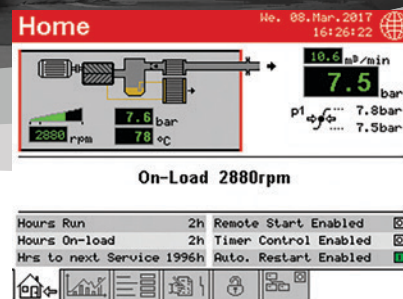 Home
We. 08.Mar.2017
16:26:22
10.6 m³/min
7.5 bar
p1 7.8bar
7.5bar
7.6 bar
2880 rpm
78 °C
On-Load 2880rpm
Hours Run 2h Remote Start Enabled
Hours On-load 2h Timer Control Enabled
Hrs to next Service 1996h Auto. Restart Enabled